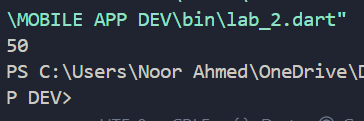 \MOBILE APP DEV\bin\lab_2.dart"
50
PS C:\Users\Noor Ahmed\OneDrive\D
P DEV>